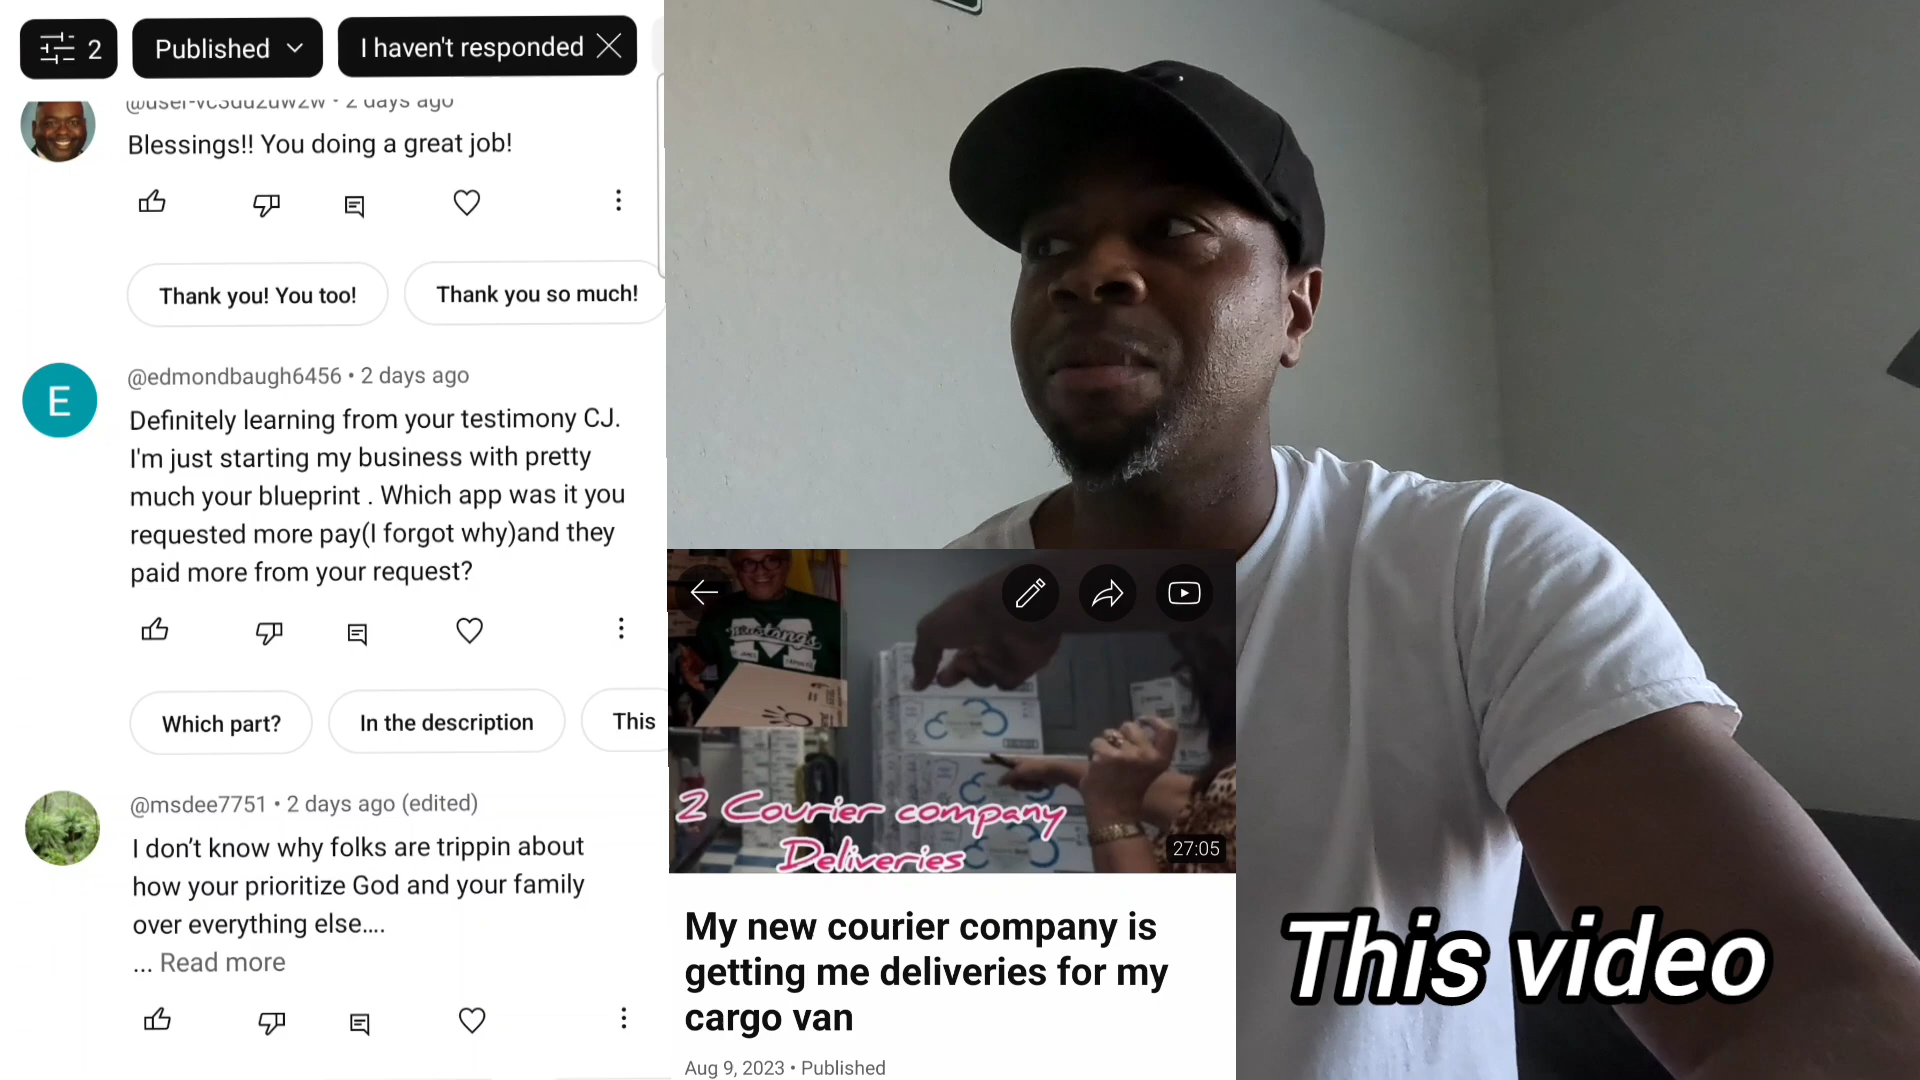 2
Published
I haven't responded
2 days ago
Blessings!! You doing a great job!
Thank you! You too!
Thank you so much!
@edmondbaugh6456 • 2 days ago
E
Definitely learning from your testimony CJ.
I'm just starting my business with pretty
much your blueprint . Which app was it you
requested more pay(I forgot why)and they
paid more from your request?
Which part?
In the description
This
@msdee7751 • 2 days ago (edited)
I don’t know why folks are trippin about
how your prioritize God and your family
over everything else....
... Read more
Mustangs
M
2 Courier company
Deliveries
27:05
My new courier company is
getting me deliveries for my
cargo van
Aug 9, 2023 • Published
This video